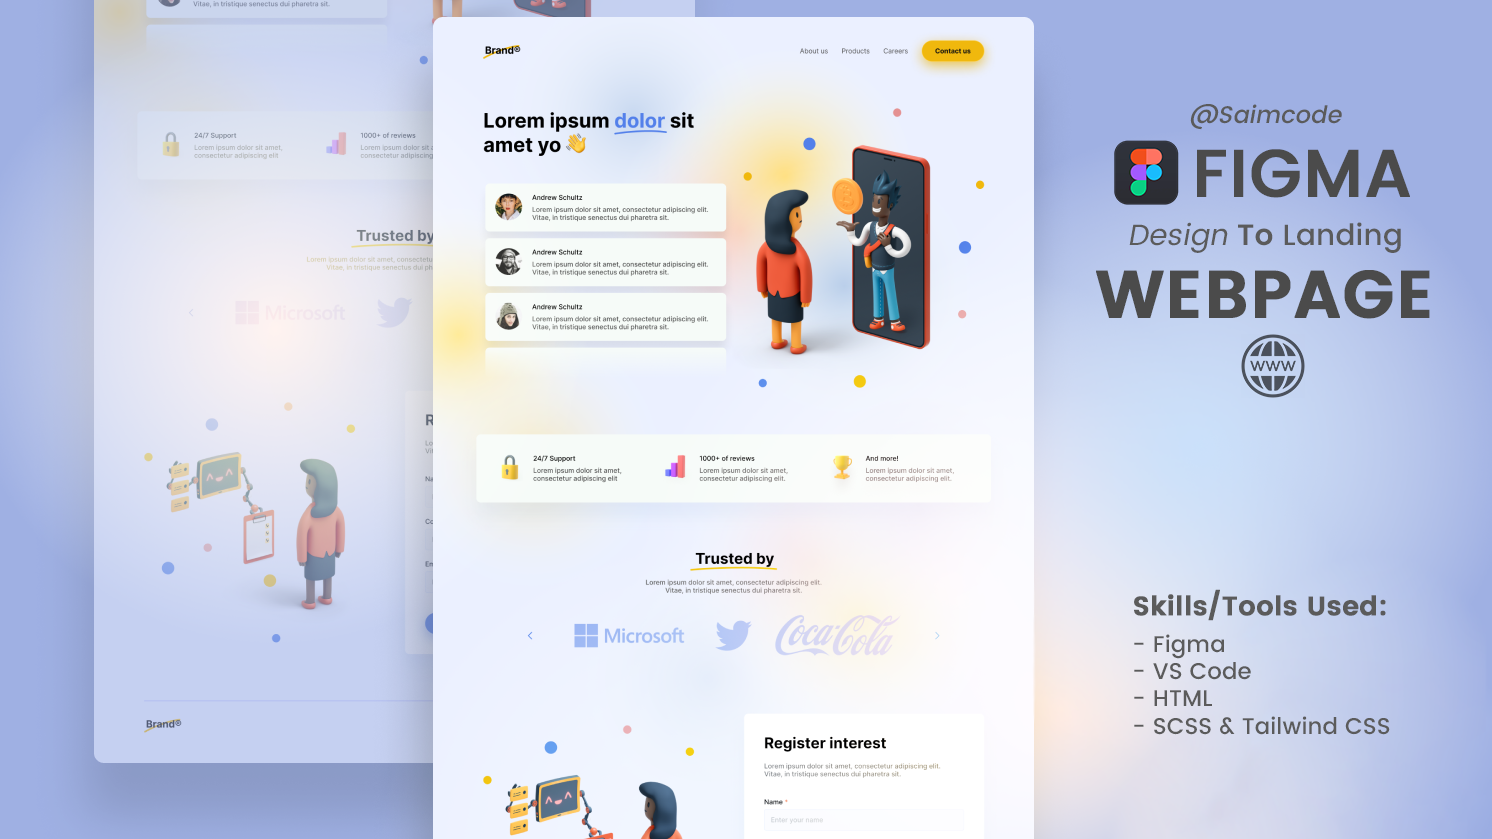 Vitae, in tristique senectus dui pharetra sit.
24/7 Support
Lorem ipsum dolor sit amet,
consectetur adipiscing elit
1000+ of reviews
Lorem ipsum dolor sit
consectetur adipiscing
Trusted by
Lorem ipsum dolor sit amet, consectetu
Vitae, in tristique senectus dui ph
Microsoft
R
Lo
Vit
Na
Co
Em
Brand®
Brand®
About us
Products
Careers
Contact us
Lorem ipsum dolor sit
amet yo 👋
Andrew Schultz
Lorem ipsum dolor sit amet, consectetur adipiscing elit.
Vitae, in tristique senectus dui pharetra sit.
Andrew Schultz
Lorem ipsum dolor sit amet, consectetur adipiscing elit.
Vitae, in tristique senectus dui pharetra sit.
Andrew Schultz
Lorem ipsum dolor sit amet, consectetur adipiscing elit.
Vitae, in tristique senectus dui pharetra sit.
24/7 Support
Lorem ipsum dolor sit amet,
consectetur adipiscing elit
1000+ of reviews
Lorem ipsum dolor sit amet,
consectetur adipiscing elit.
And more!
Lorem ipsum dolor sit amet,
consectetur adipiscing elit.
Trusted by
Lorem ipsum dolor sit amet, consectetur adipiscing elit.
Vitae, in tristique senectus dui pharetra sit.
Microsoft
Coca-Cola
Register interest
Lorem ipsum dolor sit amet, consectetur adipiscing elit.
Vitae, in tristique senectus dui pharetra sit.
Name *
Enter your name
@Saimcode
FIGMA
Design To Landing
WEBPAGE
WWW
Skills/Tools Used:
- Figma
- VS Code
- HTML
- SCSS & Tailwind CSS